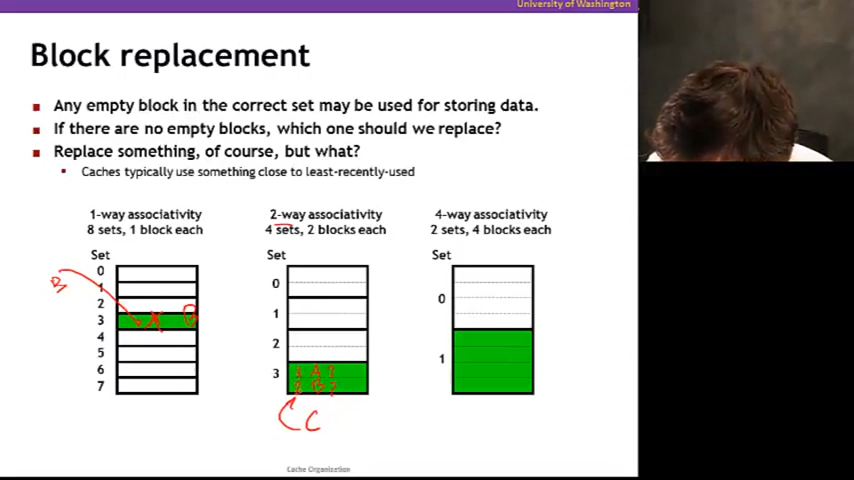 University of Washington
Block replacement
Any empty block in the correct set may be used for storing data.
If there are no empty blocks, which one should we replace?
Replace something, of course, but what?
Caches typically use something close to least-recently-used
1-way associativity
8 sets, 1 block each
Set
0
1
2
3
4
5
6
7
B
A
B
2-way associativity
4 sets, 2 blocks each
Set
0
1
2
3
1 A ?
2 B ?
C
4-way associativity
2 sets, 4 blocks each
Set
0
1
Cache Organization